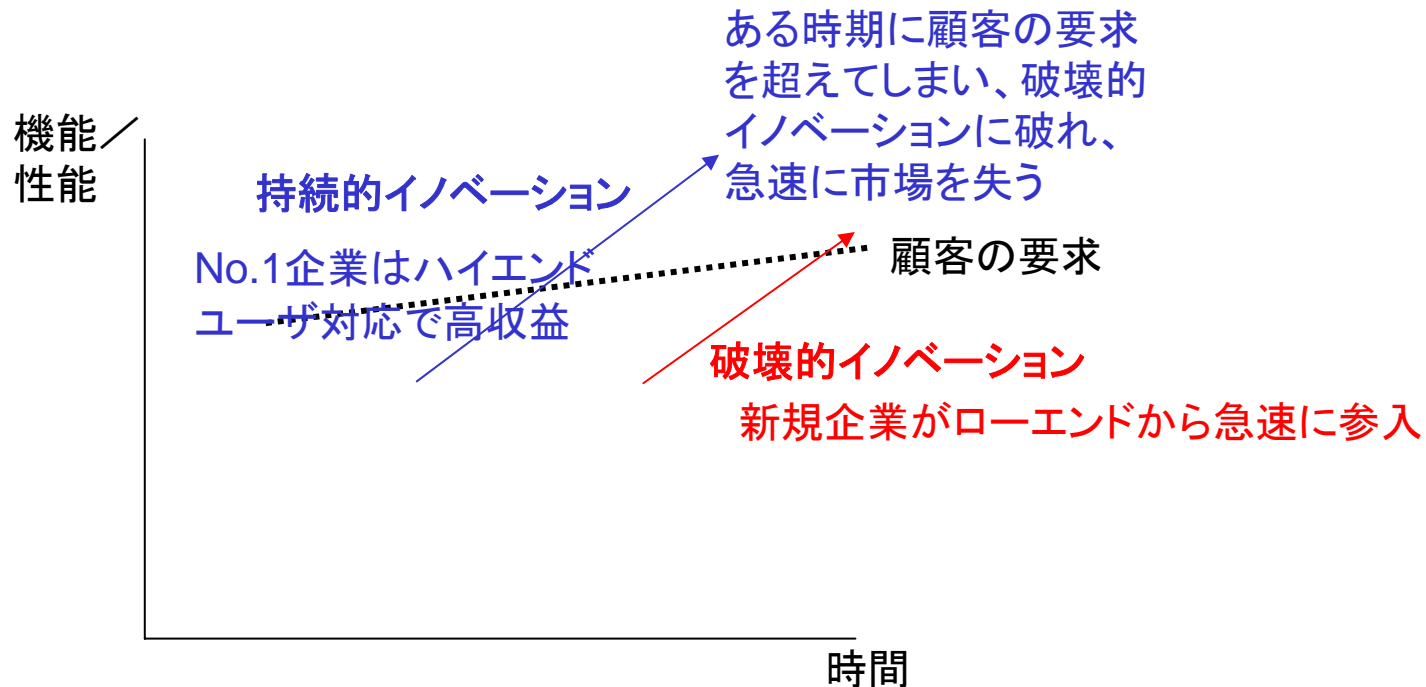 ある時期に顧客の要求
を超えてしまい、破壊的
イノベーションに破れ、
急速に市場を失う
機能／
性能
持続的イノベーション
No.1企業はハイエンド
ユーザ対応で高収益
顧客の要求
破壊的イノベーション
新規企業がローエンドから急速に参入
時間